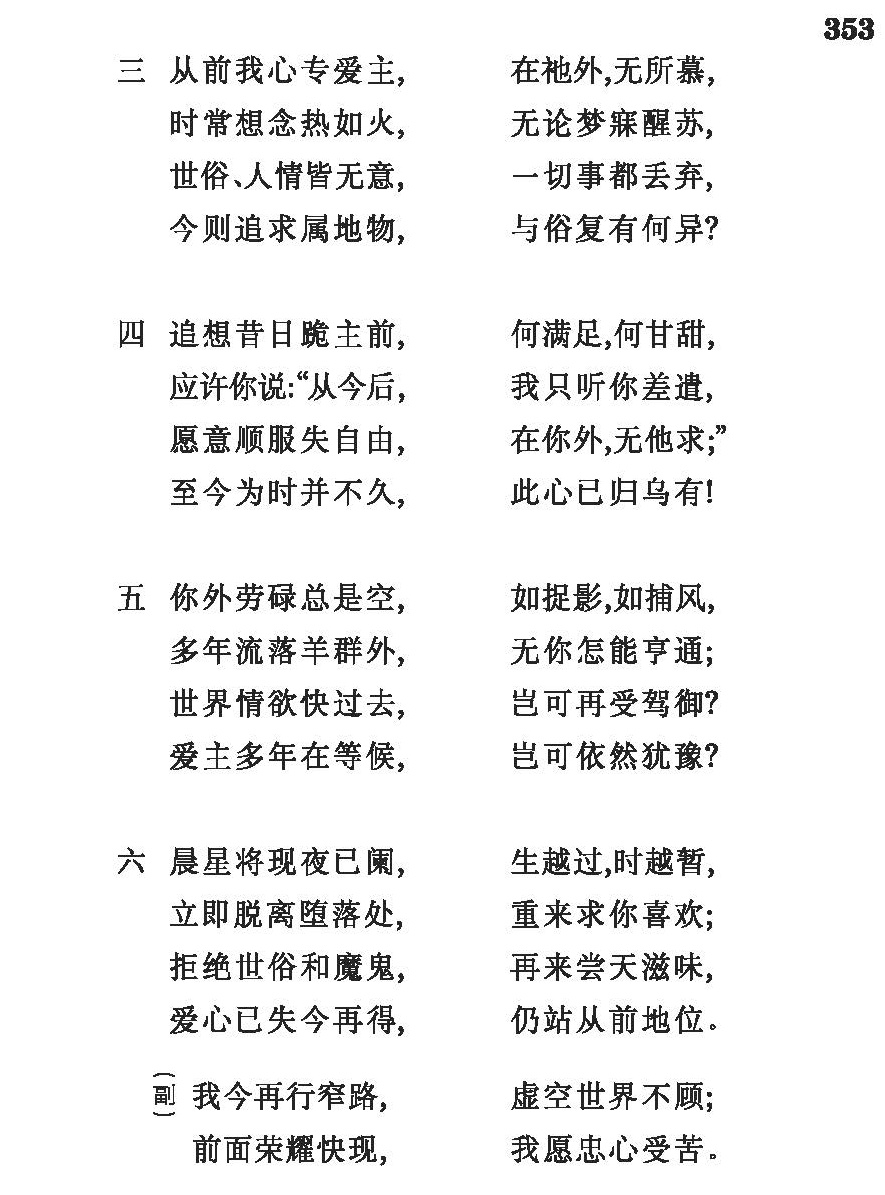 353
三 从前我心专爱主, 在祂外,无所慕,
时常想念热如火, 无论梦寐醒苏,
世俗、人情皆无意, 一切事都丢弃,
今则追求属地物, 与俗复有何异?
四 追想昔日跪主前, 何满足,何甘甜,
应许你说:“从今后, 我只听你差遣,
愿意顺服失自由, 在你外,无他求;”
至今为时并不久, 此心已归乌有!
五 你外劳碌总是空, 如捉影,如捕风,
多年流落羊群外, 无你怎能亨通;
世界情欲快过去, 岂可再受驾御?
爱主多年在等候, 岂可依然犹豫?
六 晨星将现夜已阑, 生越过,时越暂,
立即脱离堕落处, 重来求你喜欢;
拒绝世俗和魔鬼, 再来尝天滋味,
爱心已失今再得, 仍站从前地位。
(副) 我今再行窄路, 虚空世界不顾;
前面荣耀快现, 我愿忠心受苦。